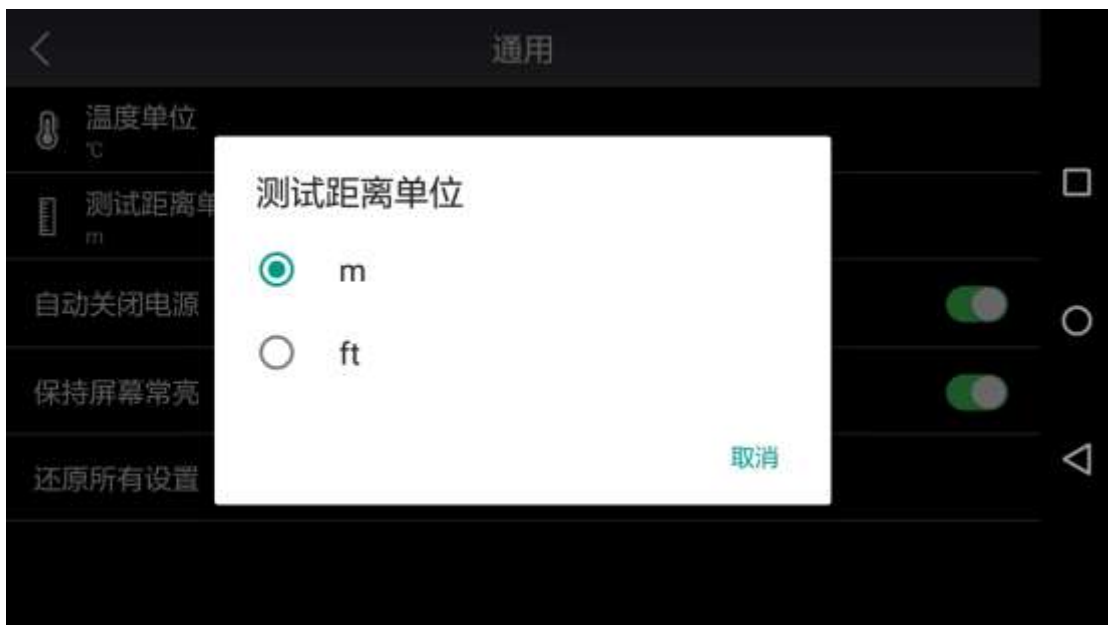 通用
温度单位
℃
测试距离单
m
自动关闭电源
保持屏幕常亮
还原所有设置
测试距离单位
m
ft
取消